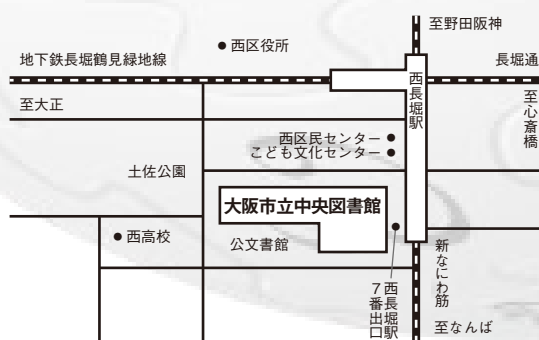 至野田阪神
● 西区役所
地下鉄長堀鶴見緑地線
長堀通
至大正
西長堀駅
至心斎橋
西区民センター ●
こども文化センター ●
土佐公園
大阪市立中央図書館
● 西高校
公文書館
新なにわ筋
西長堀駅
7番出口
至なんば